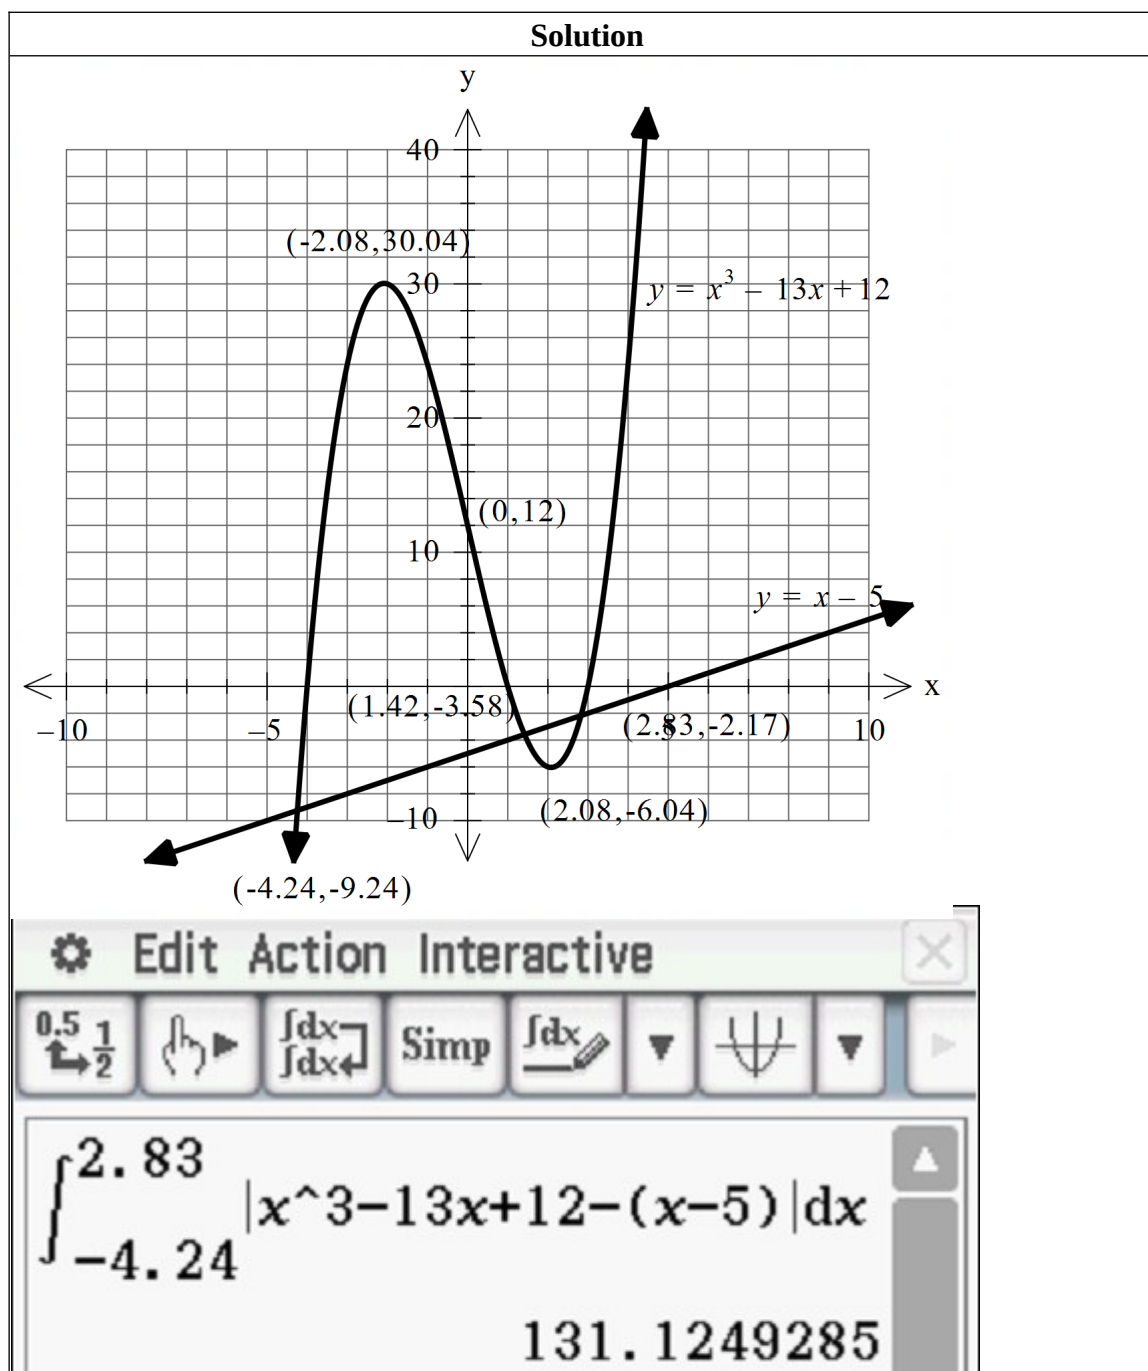 Solution
y
40
(-2.08,30.04)
30
y = x³ – 13x + 12
20
(0,12)
10
y = x – 5
x
(1.42,-3.58)
–10
–5
5
(2.83,-2.17)
10
–10
(2.08,-6.04)
(-4.24,-9.24)
Edit Action Interactive
0.5 1/2
∫dx
∫dx
Simp
∫dx
∫_{-4.24}^{2.83} |x^3-13x+12-(x-5)|dx
131.1249285